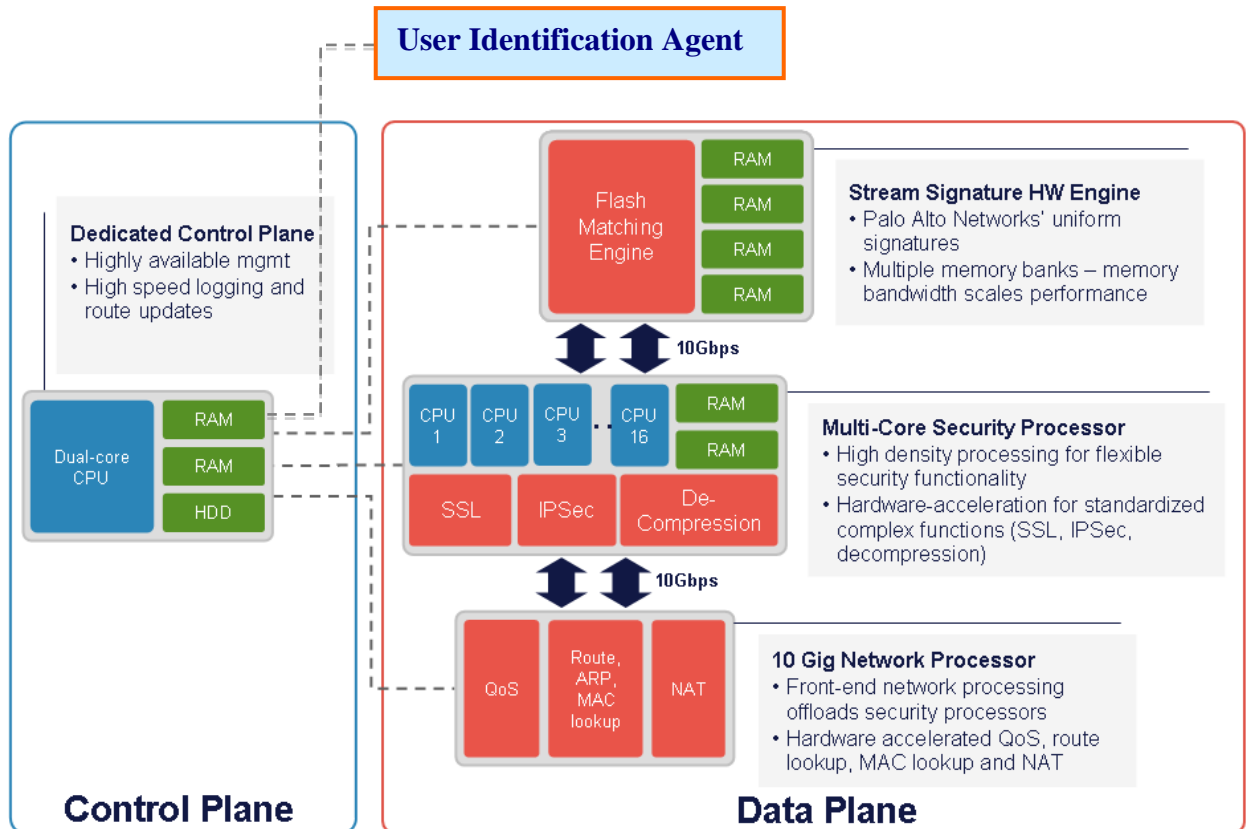 User Identification Agent
Dedicated Control Plane
• Highly available mgmt
• High speed logging and
route updates
Dual-core
CPU
RAM
RAM
HDD
Control Plane
Flash
Matching
Engine
RAM
RAM
RAM
RAM
Stream Signature HW Engine
• Palo Alto Networks' uniform
signatures
• Multiple memory banks – memory
bandwidth scales performance
10Gbps
CPU
1
CPU
2
CPU
3
..
CPU
16
RAM
RAM
SSL
IPSec
De-
Compression
Multi-Core Security Processor
• High density processing for flexible
security functionality
• Hardware-acceleration for standardized
complex functions (SSL, IPSec,
decompression)
10Gbps
QoS
Route,
ARP,
MAC
lookup
NAT
10 Gig Network Processor
• Front-end network processing
offloads security processors
• Hardware accelerated QoS, route
lookup, MAC lookup and NAT
Data Plane